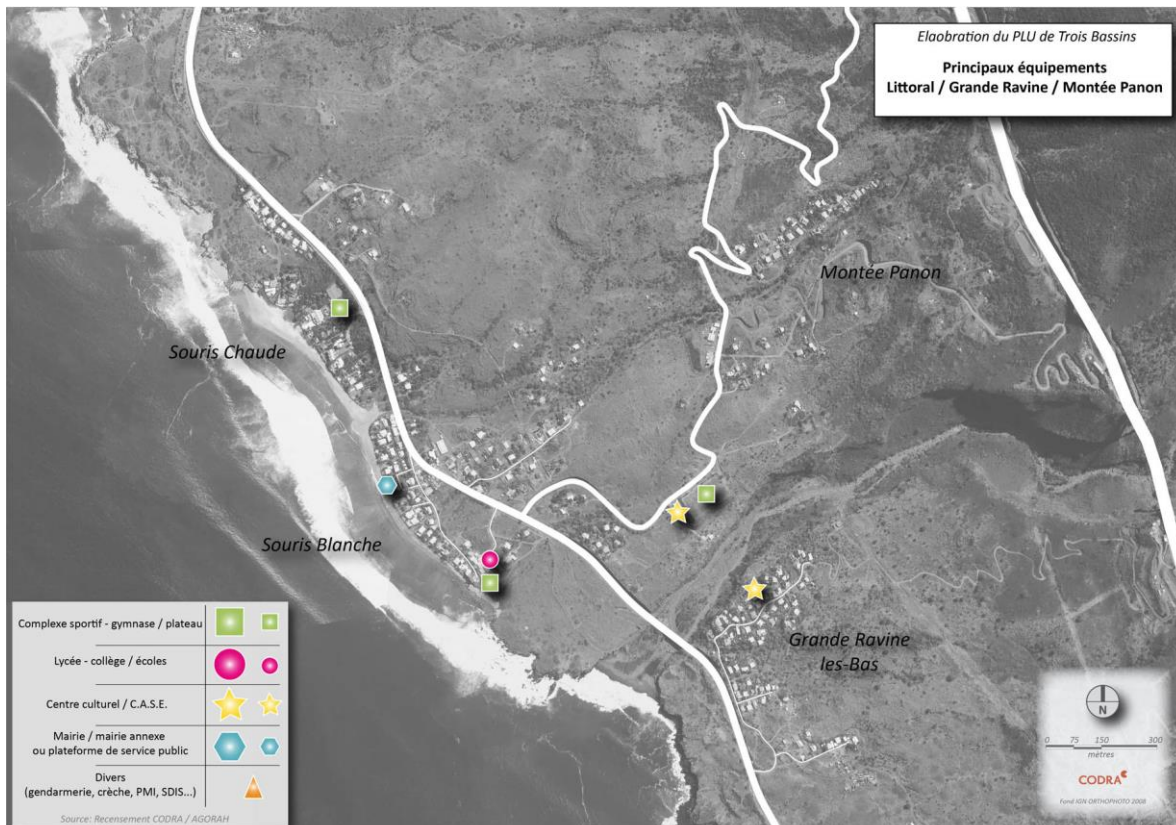 Elaobration du PLU de Trois Bassins
Principaux équipements
Littoral / Grande Ravine / Montée Panon
Montée Panon
Souris Chaude
Souris Blanche
Grande Ravine
les-Bas
Complexe sportif - gymnase / plateau
Lycée - collège / écoles
Centre culturel / C.A.S.E.
Mairie / mairie annexe
ou plateforme de service public
Divers
(gendarmerie, crèche, PMI, SDIS...)
Source: Recensement CODRA / AGORAH
N
0 75 150 300
mètres
CODRA
Fond IGN ORTHOPHOTO 2008